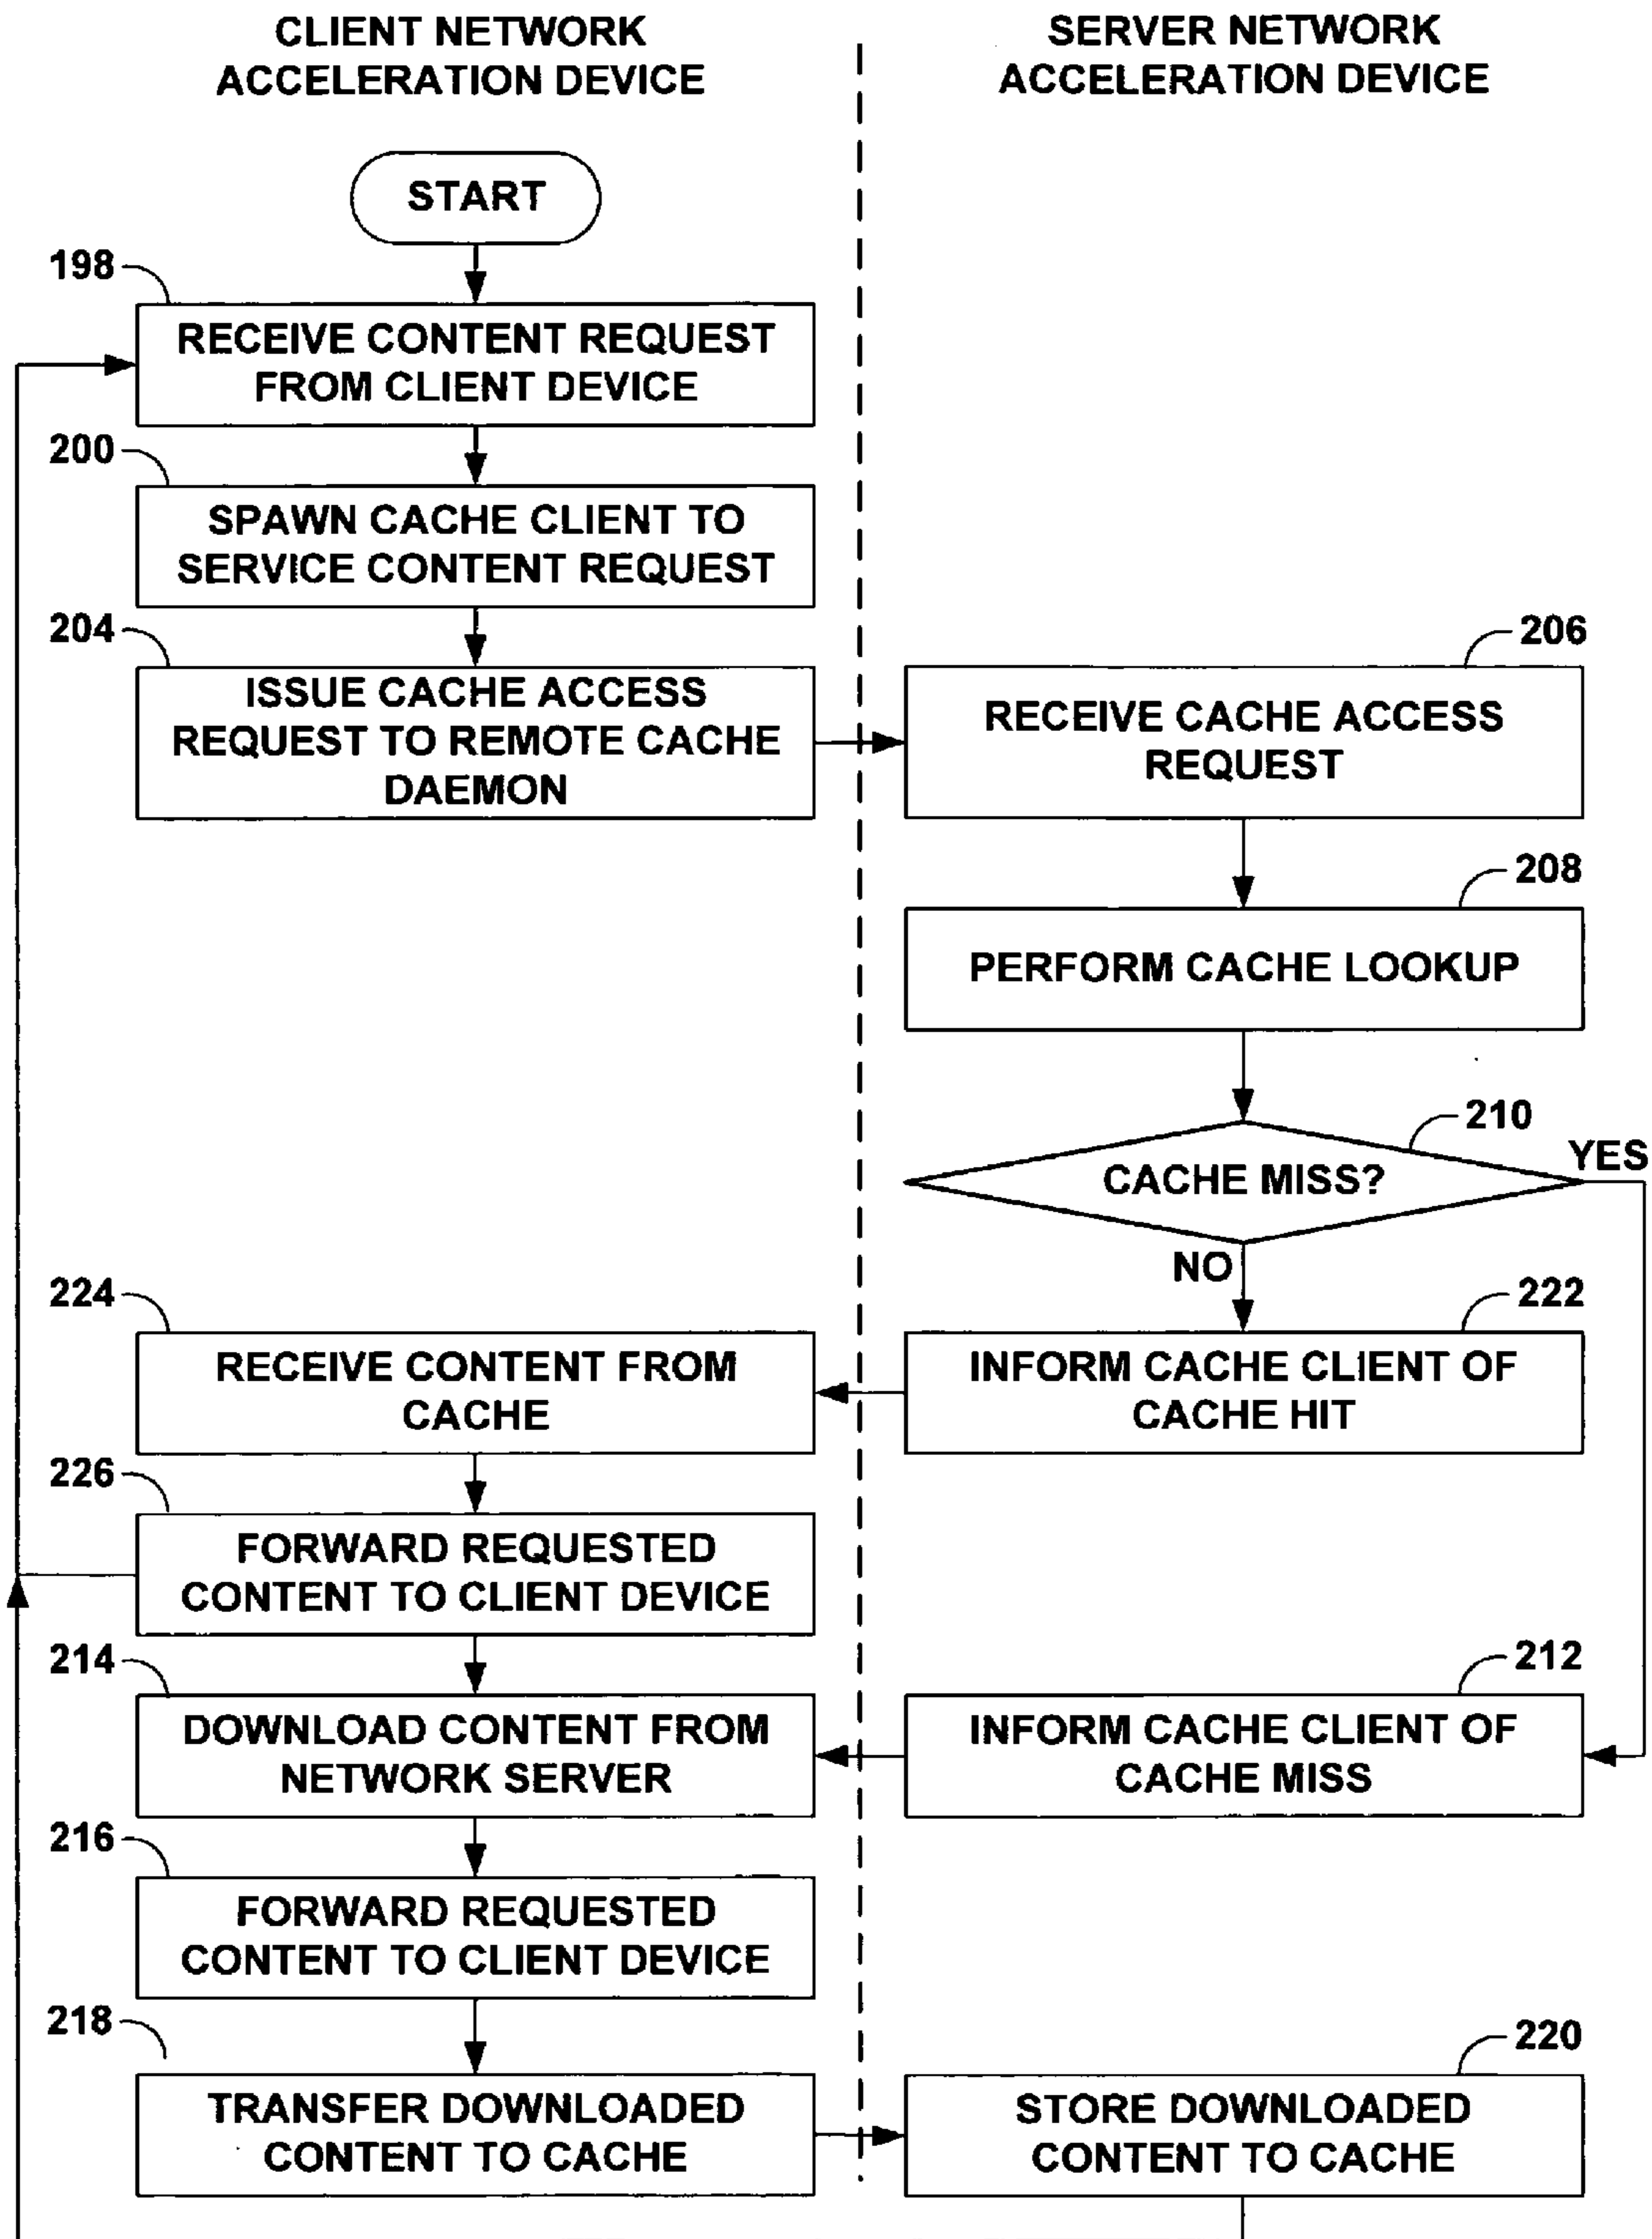 CLIENT NETWORK
ACCELERATION DEVICE
SERVER NETWORK
ACCELERATION DEVICE
START
198
RECEIVE CONTENT REQUEST
FROM CLIENT DEVICE
200
SPAWN CACHE CLIENT TO
SERVICE CONTENT REQUEST
204
ISSUE CACHE ACCESS
REQUEST TO REMOTE CACHE
DAEMON
206
RECEIVE CACHE ACCESS
REQUEST
208
PERFORM CACHE LOOKUP
210
CACHE MISS?
YES
NO
224
RECEIVE CONTENT FROM
CACHE
222
INFORM CACHE CLIENT OF
CACHE HIT
226
FORWARD REQUESTED
CONTENT TO CLIENT DEVICE
214
DOWNLOAD CONTENT FROM
NETWORK SERVER
212
INFORM CACHE CLIENT OF
CACHE MISS
216
FORWARD REQUESTED
CONTENT TO CLIENT DEVICE
218
TRANSFER DOWNLOADED
CONTENT TO CACHE
220
STORE DOWNLOADED
CONTENT TO CACHE